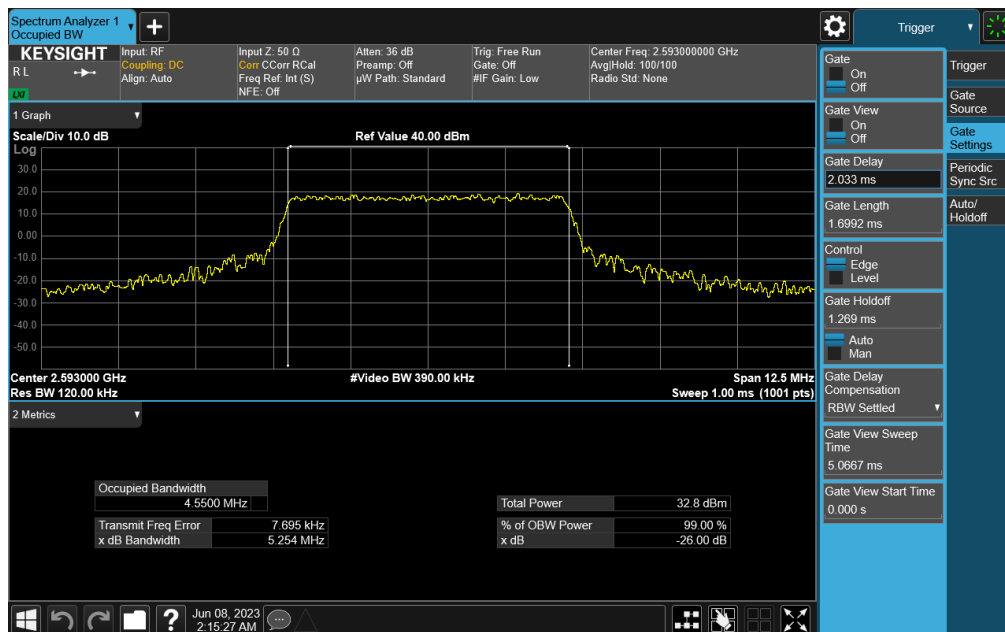 Spectrum Analyzer 1
Occupied BW
Trigger
KEYSIGHT
R L
LXI
Input: RF
Coupling: DC
Align: Auto
Input Z: 50 Ω
Corr CCorr RCal
Freq Ref: Int (S)
NFE: Off
Atten: 36 dB
Preamp: Off
µW Path: Standard
Trig: Free Run
Gate: Off
#IF Gain: Low
Center Freq: 2.593000000 GHz
Avg|Hold: 100/100
Radio Std: None
1 Graph
Scale/Div 10.0 dB
Ref Value 40.00 dBm
Log
30.0
20.0
10.0
0.00
-10.0
-20.0
-30.0
-40.0
-50.0
Center 2.593000 GHz
#Video BW 390.00 kHz
Span 12.5 MHz
Res BW 120.00 kHz
Sweep 1.00 ms (1001 pts)
2 Metrics
Occupied Bandwidth
4.5500 MHz
Transmit Freq Error 7.695 kHz
x dB Bandwidth 5.254 MHz
Total Power 32.8 dBm
% of OBW Power 99.00 %
x dB -26.00 dB
Gate
On
Off
Gate View
On
Off
Gate Delay
2.033 ms
Gate Length
1.6992 ms
Control
Edge
Level
Gate Holdoff
1.269 ms
Auto
Man
Gate Delay
Compensation
RBW Settled
Gate View Sweep
Time
5.0667 ms
Gate View Start Time
0.000 s
Trigger
Gate
Source
Gate
Settings
Periodic
Sync Src
Auto/
Holdoff
?
Jun 08, 2023
2:15:27 AM